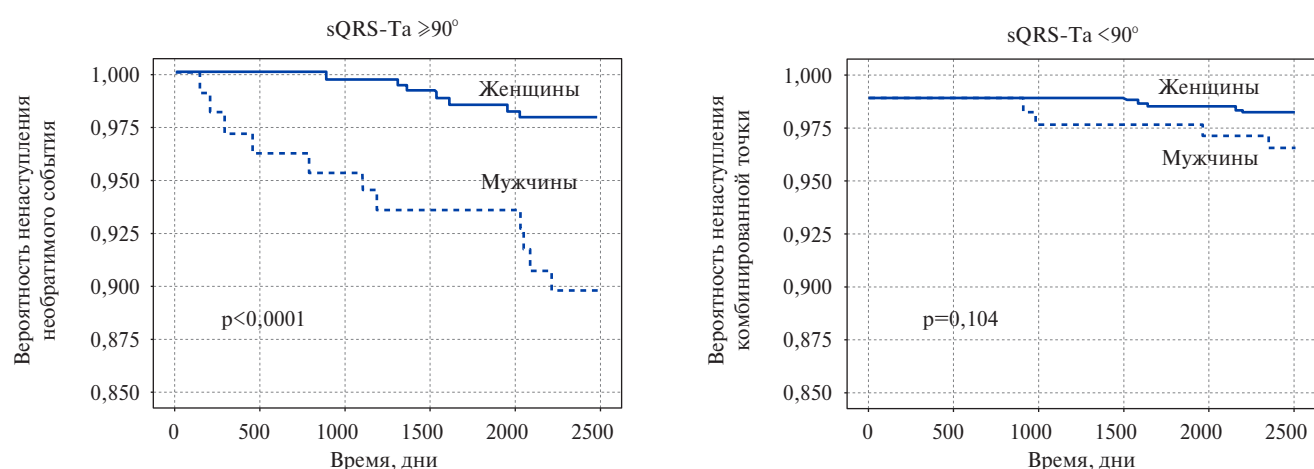 sQRS-Ta ⩾90°
Вероятность ненаступления
необратимого события
1,000
0,975
0,950
0,925
0,900
0,875
0,850
Женщины
Мужчины
p<0,0001
0 500 1000 1500 2000 2500
Время, дни
sQRS-Ta <90°
Вероятность ненаступления
комбинированной точки
1,000
0,975
0,950
0,925
0,900
0,875
0,850
Женщины
Мужчины
p=0,104
0 500 1000 1500 2000 2500
Время, дни